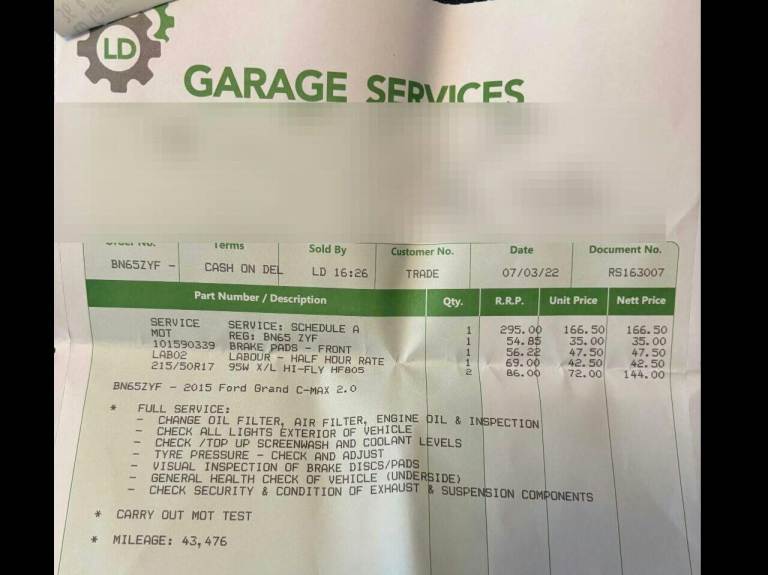 LD
GARAGE SERVICES
Order No. Terms Sold By Customer No. Date Document No.
BN65ZYF - CASH ON DEL LD 16:26 TRADE 07/03/22 RS163007
Part Number / Description Qty. R.R.P. Unit Price Nett Price
SERVICE SERVICE: SCHEDULE A 1 295.00 166.50 166.50
MOT REG: BN65 ZYF 1 54.85 35.00 35.00
101590339 BRAKE PADS - FRONT 1 56.22 47.50 47.50
LAB02 LABOUR - HALF HOUR RATE 1 69.00 42.50 42.50
215/50R17 95W X/L HI-FLY HF805 2 86.00 72.00 144.00
BN65ZYF - 2015 Ford Grand C-MAX 2.0
* FULL SERVICE:
- CHANGE OIL FILTER, AIR FILTER, ENGINE OIL & INSPECTION
- CHECK ALL LIGHTS EXTERIOR OF VEHICLE
- CHECK /TOP UP SCREENWASH AND COOLANT LEVELS
- TYRE PRESSURE - CHECK AND ADJUST
- VISUAL INSPECTION OF BRAKE DISCS/PADS
- GENERAL HEALTH CHECK OF VEHICLE (UNDERSIDE)
- CHECK SECURITY & CONDITION OF EXHAUST & SUSPENSION COMPONENTS
* CARRY OUT MOT TEST
* MILEAGE: 43,476